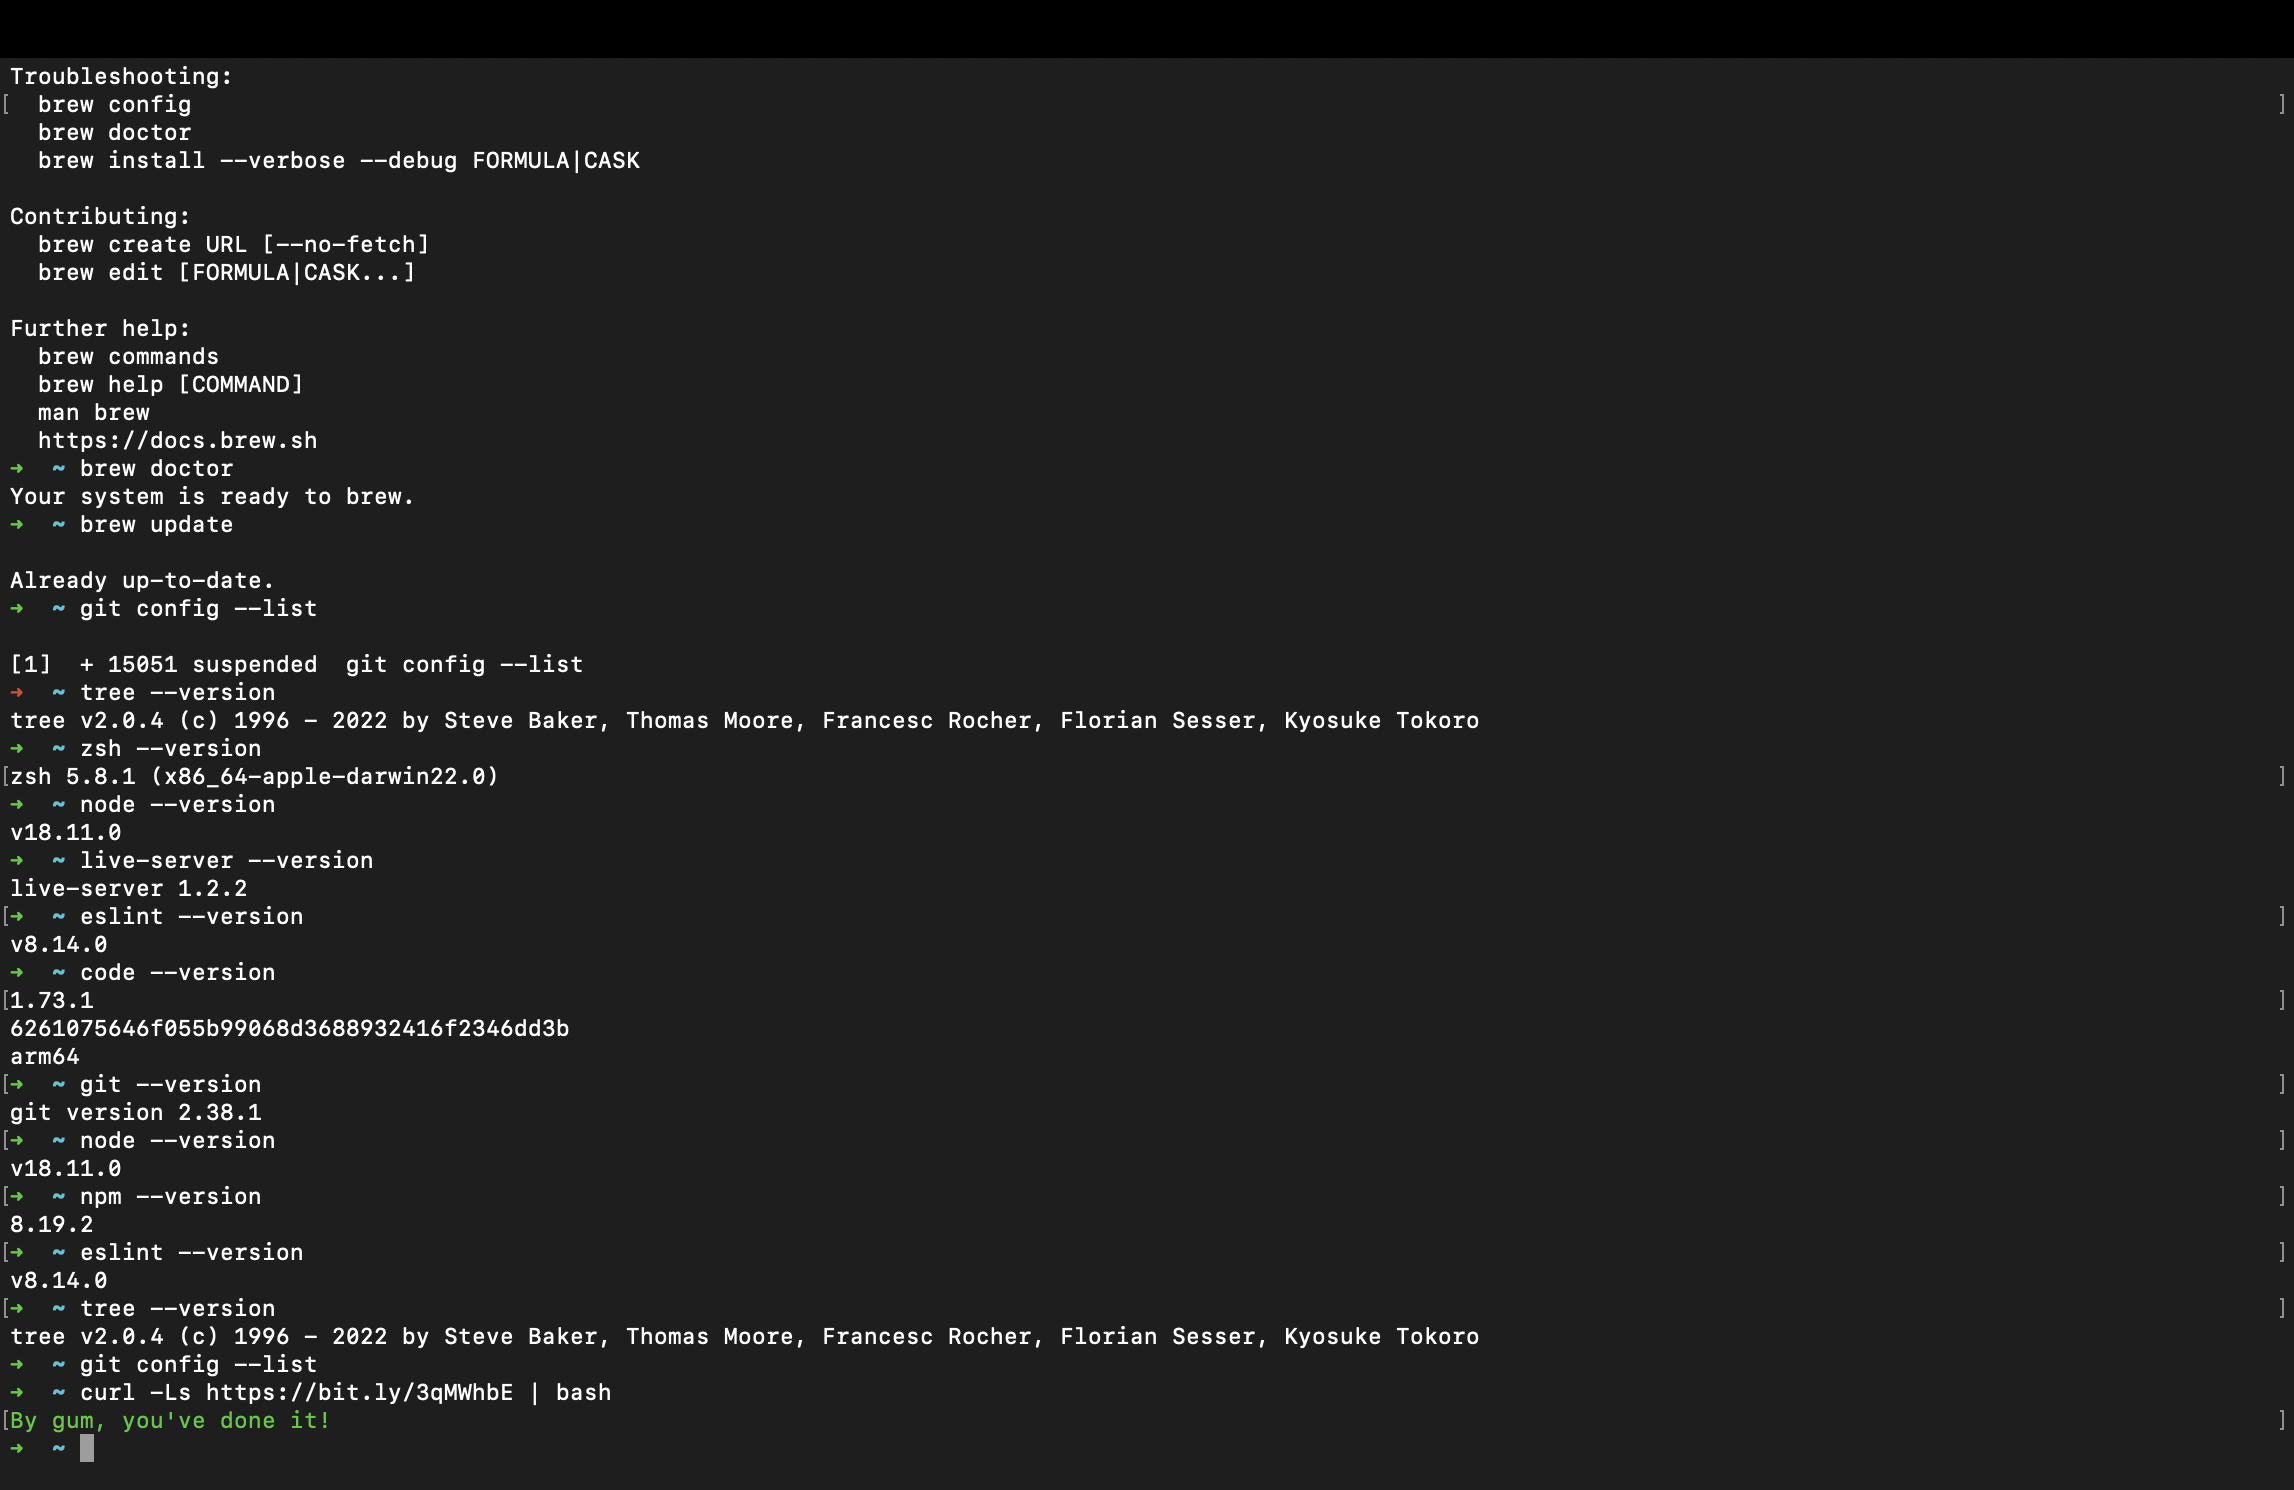 Troubleshooting:
[  brew config ]
  brew doctor
  brew install --verbose --debug FORMULA|CASK

Contributing:
  brew create URL [--no-fetch]
  brew edit [FORMULA|CASK...]

Further help:
  brew commands
  brew help [COMMAND]
  man brew
  https://docs.brew.sh
➜  ~ brew doctor
Your system is ready to brew.
➜  ~ brew update

Already up-to-date.
➜  ~ git config --list

[1]  + 15051 suspended  git config --list
➜  ~ tree --version
tree v2.0.4 (c) 1996 - 2022 by Steve Baker, Thomas Moore, Francesc Rocher, Florian Sesser, Kyosuke Tokoro
➜  ~ zsh --version
[zsh 5.8.1 (x86_64-apple-darwin22.0) ]
➜  ~ node --version
v18.11.0
➜  ~ live-server --version
live-server 1.2.2
[➜  ~ eslint --version ]
v8.14.0
➜  ~ code --version
[1.73.1 ]
6261075646f055b99068d3688932416f2346dd3b
arm64
[➜  ~ git --version ]
git version 2.38.1
[➜  ~ node --version ]
v18.11.0
[➜  ~ npm --version ]
8.19.2
[➜  ~ eslint --version ]
v8.14.0
[➜  ~ tree --version ]
tree v2.0.4 (c) 1996 - 2022 by Steve Baker, Thomas Moore, Francesc Rocher, Florian Sesser, Kyosuke Tokoro
➜  ~ git config --list
➜  ~ curl -Ls https://bit.ly/3qMWhbE | bash
[By gum, you've done it! ]
➜  ~